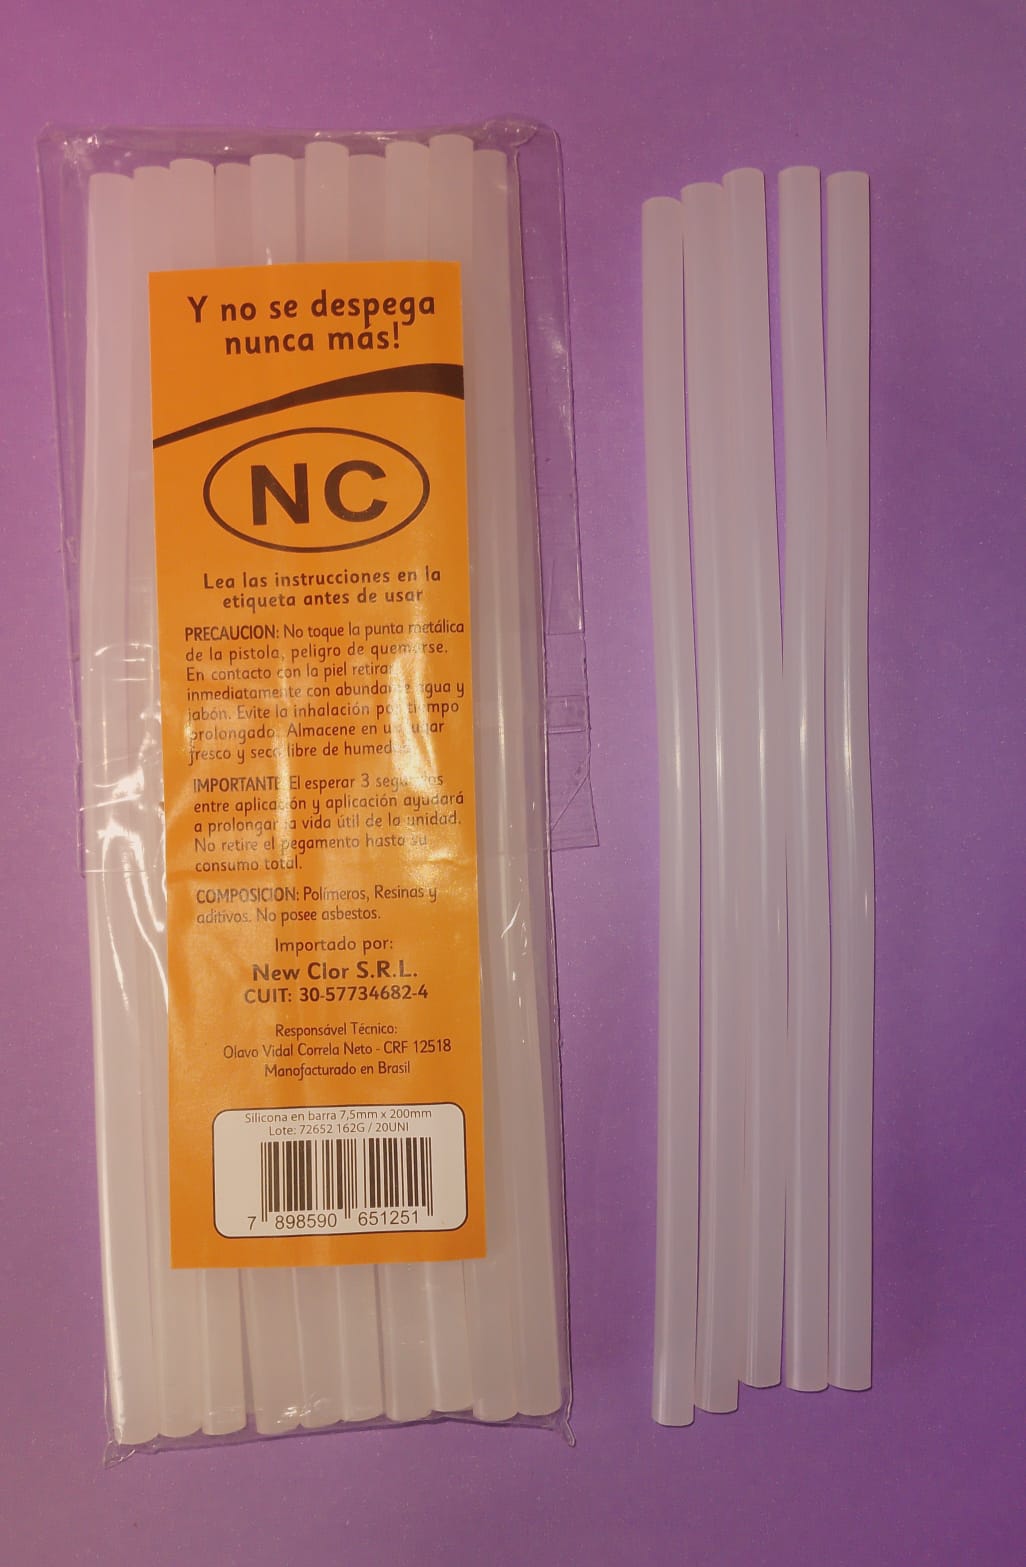 Y no se despega
nunca más!
NC
Lea las instrucciones en la
etiqueta antes de usar
PRECAUCION: No toque la punta metálica
de la pistola, peligro de quemarse.
En contacto con la piel retirar
inmediatamente con abundante agua y
jabón. Evite la inhalación por tiempo
prolongado. Almacene en un lugar
fresco y seco libre de humedad.
IMPORTANTE: El esperar 3 segundos
entre aplicación y aplicación ayudará
a prolongar la vida útil de la unidad.
No retire el pegamento hasta su
consumo total.
COMPOSICION: Polímeros, Resinas y
aditivos. No posee asbestos.
Importado por:
New Clor S.R.L.
CUIT: 30-57734682-4
Responsável Técnico:
Olavo Vidal Correla Neto - CRF 12518
Manofacturado en Brasil
Silicona en barra 7,5mm x 200mm
Lote: 72652 162G / 20UNI
7 898590 651251